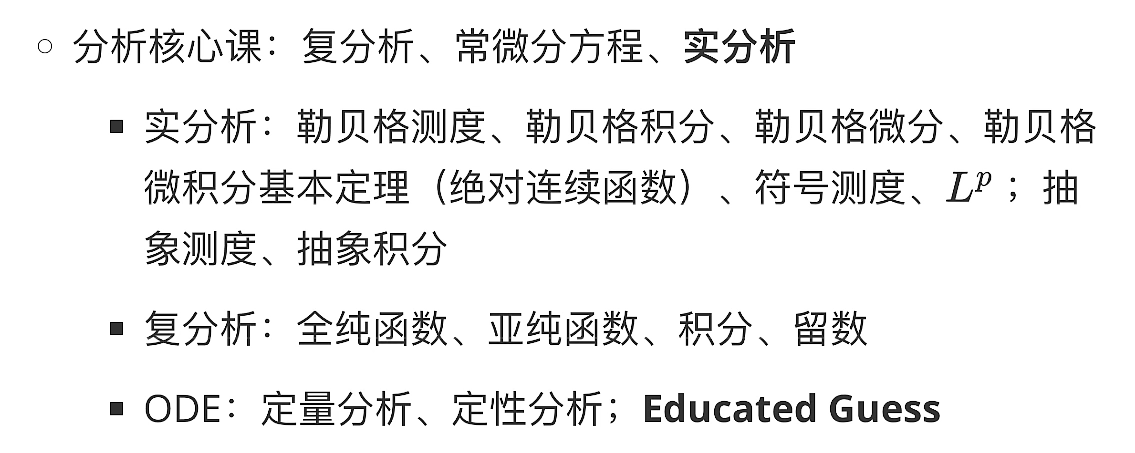 分析核心课：复分析、常微分方程、实分析
实分析：勒贝格测度、勒贝格积分、勒贝格微分、勒贝格
微积分基本定理（绝对连续函数）、符号测度、L^p；抽
象测度、抽象积分
复分析：全纯函数、亚纯函数、积分、留数
ODE：定量分析、定性分析；Educated Guess